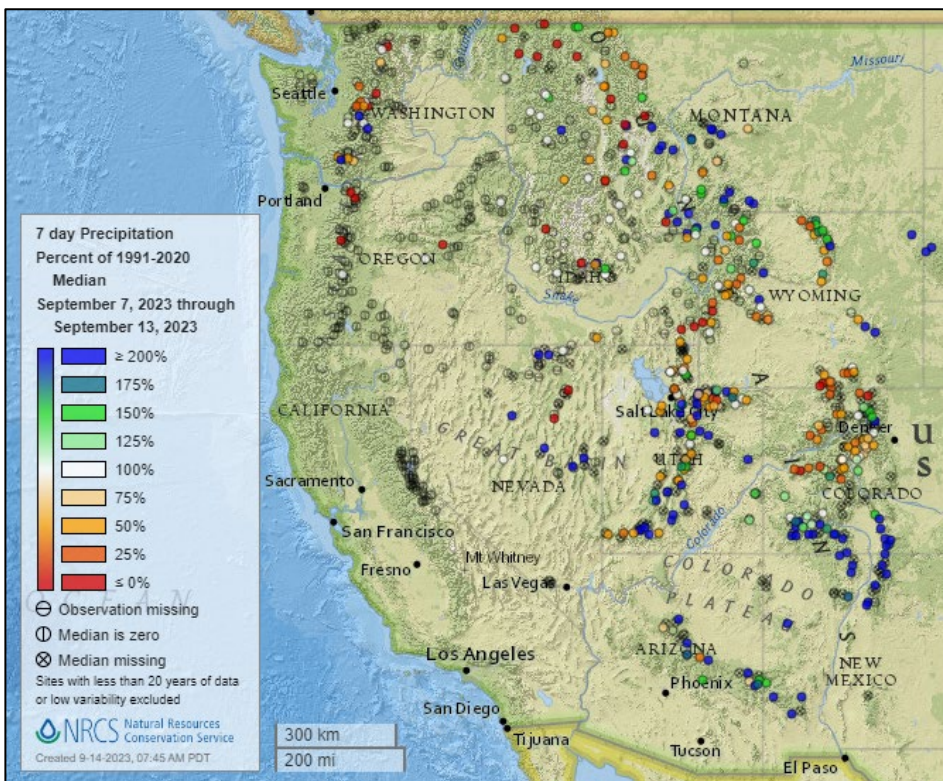 Seattle
WASHINGTON
Columbia
Missouri
MONTANA
Portland
OREGON
IDAHO
Snake
WYOMING
7 day Precipitation
Percent of 1991-2020
Median
September 7, 2023 through
September 13, 2023
≥ 200%
175%
150%
125%
100%
75%
50%
25%
≤ 0%
Observation missing
Median is zero
Median missing
Sites with less than 20 years of data
or low variability excluded
NRCS Natural Resources
Conservation Service
Created 9-14-2023, 07:45 AM PDT
CALIFORNIA
Salt Lake City
Denver
U
S
GREAT BASIN
UTAH
NEVADA
COLORADO
Sacramento
San Francisco
Colorado
Mt Whitney
Fresno
Las Vegas
COLORADO
PLATEAU
OCEAN
Los Angeles
ARIZONA
NEW
MEXICO
Phoenix
San Diego
Tijuana
Tucson
El Paso
300 km
200 mi